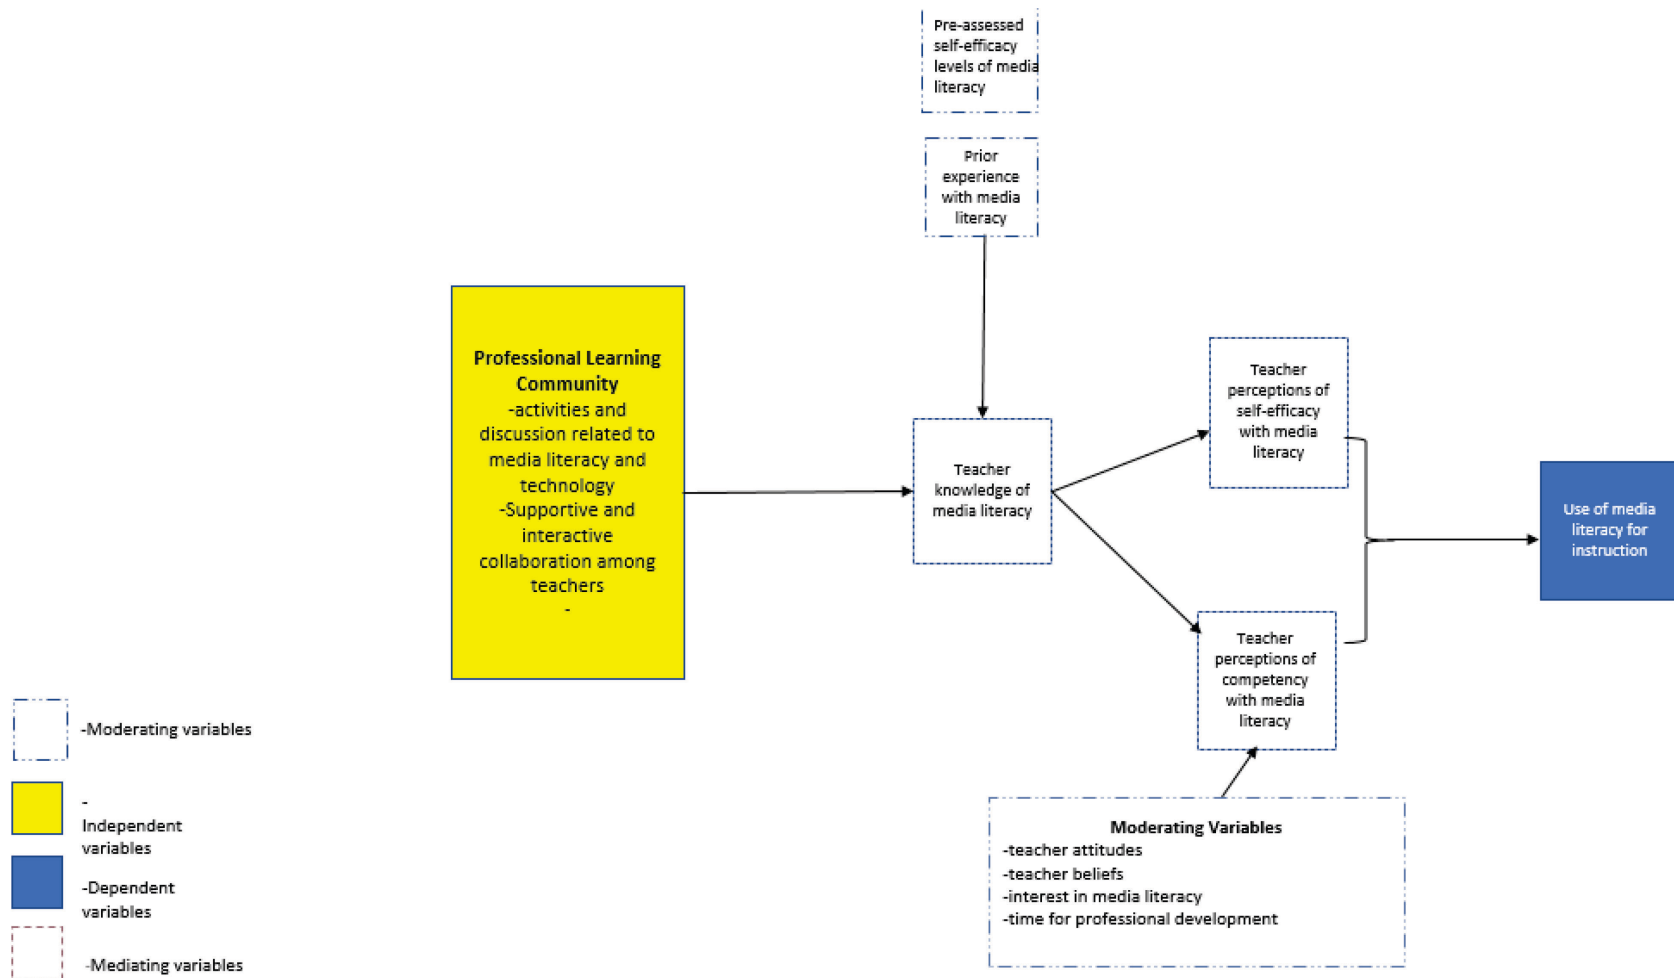 Pre-assessed
self-efficacy
levels of media
literacy
Prior
experience
with media
literacy
Professional Learning
Community
-activities and
discussion related to
media literacy and
technology
-Supportive and
interactive
collaboration among
teachers
-
Teacher
knowledge of
media literacy
Teacher
perceptions of
self-efficacy
with media
literacy
Teacher
perceptions of
competency
with media
literacy
Use of media
literacy for
instruction
Moderating Variables
-teacher attitudes
-teacher beliefs
-interest in media literacy
-time for professional development
-Moderating variables
-
Independent
variables
-Dependent
variables
-Mediating variables